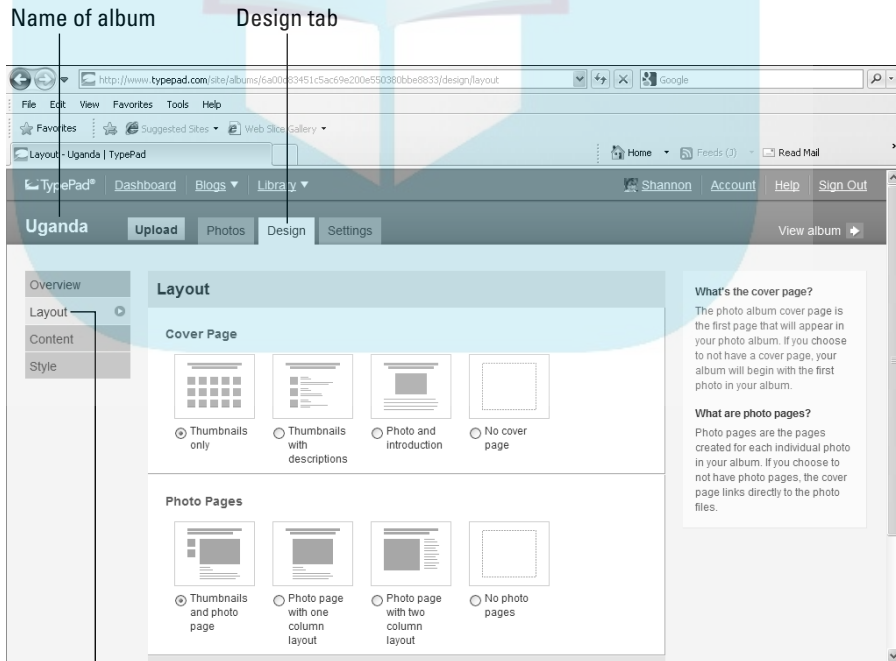 Name of album Design tab
http://www.typepad.com/site/albums/6a00d83451c5ac69e200e550380bbe8833/design/layout Google
File Edit View Favorites Tools Help
Favorites Suggested Sites Web Slice Gallery
Layout - Uganda | TypePad Home Feeds (J) Read Mail »
TypePad® Dashboard Blogs Library Shannon Account Help Sign Out
Uganda Upload Photos Design Settings View album
Overview
Layout
Content
Style
Layout
Cover Page
Thumbnails only
Thumbnails with descriptions
Photo and introduction
No cover page
Photo Pages
Thumbnails and photo page
Photo page with one column layout
Photo page with two column layout
No photo pages
What's the cover page?
The photo album cover page is
the first page that will appear in
your photo album. If you choose
to not have a cover page, your
album will begin with the first
photo in your album.
What are photo pages?
Photo pages are the pages
created for each individual photo
in your album. If you choose to
not have photo pages, the cover
page links directly to the photo
files.